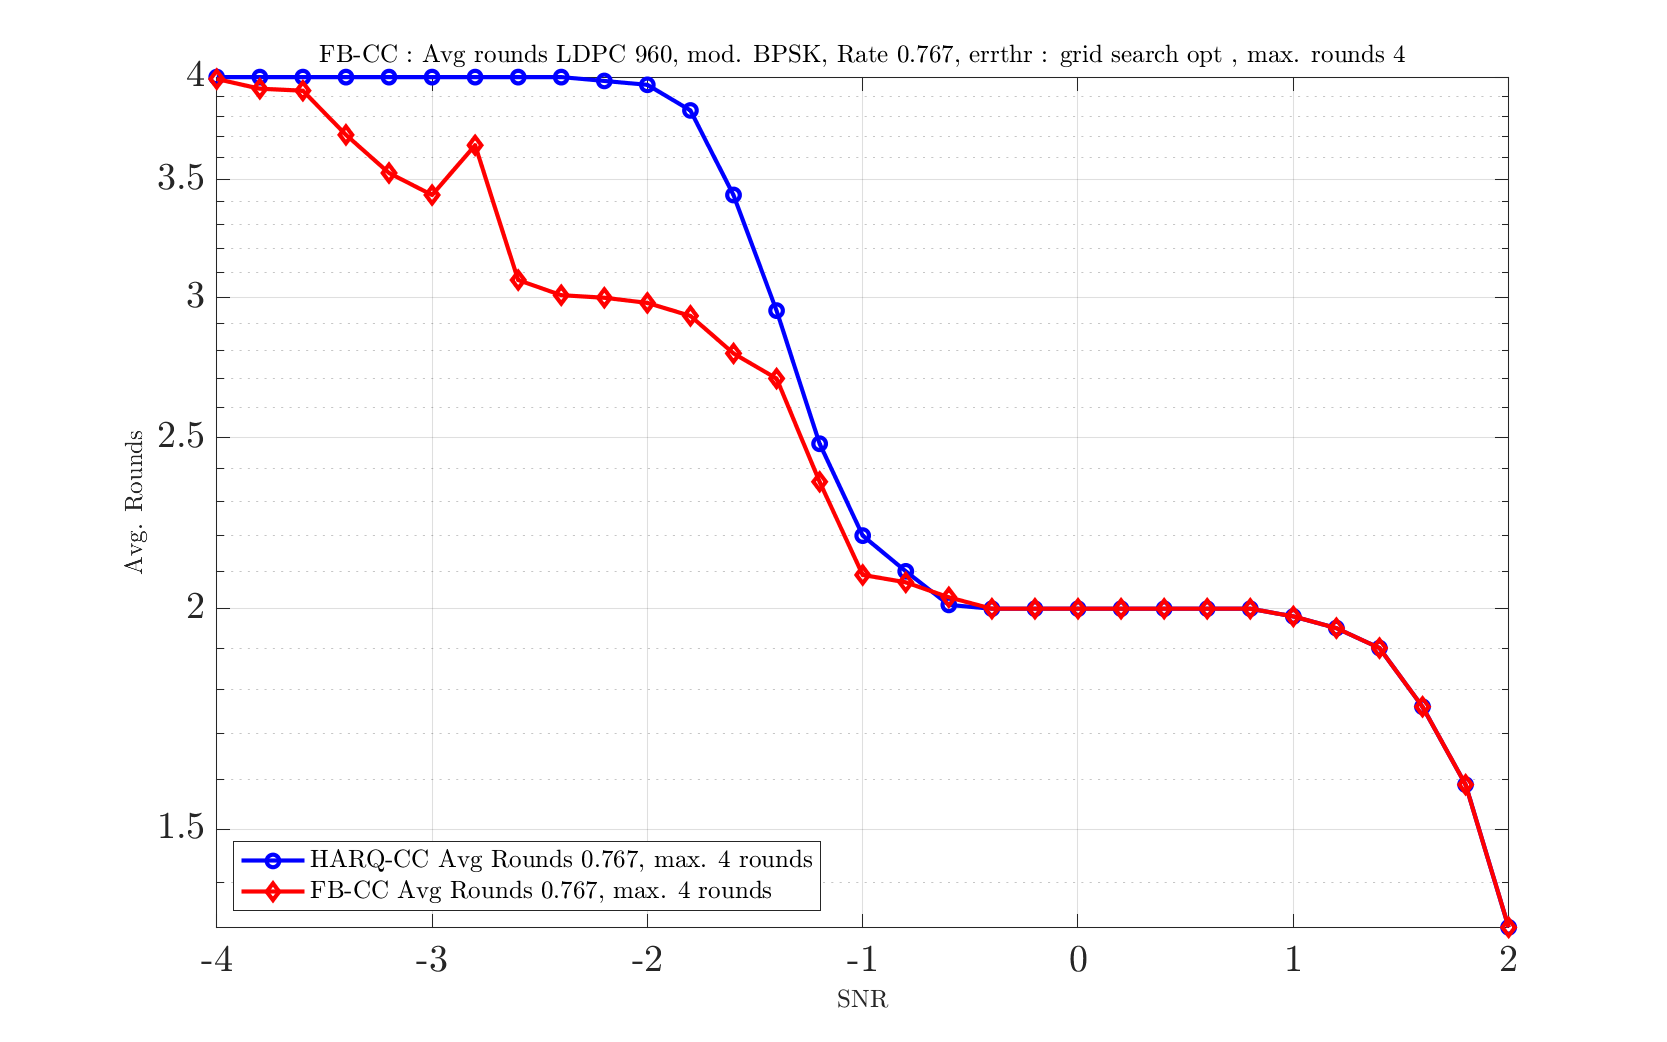 FB-CC : Avg rounds LDPC 960, mod. BPSK, Rate 0.767, errthr : grid search opt , max. rounds 4
4
3.5
3
2.5
2
1.5
Avg. Rounds
HARQ-CC Avg Rounds 0.767, max. 4 rounds
FB-CC Avg Rounds 0.767, max. 4 rounds
-4 -3 -2 -1 0 1 2
SNR